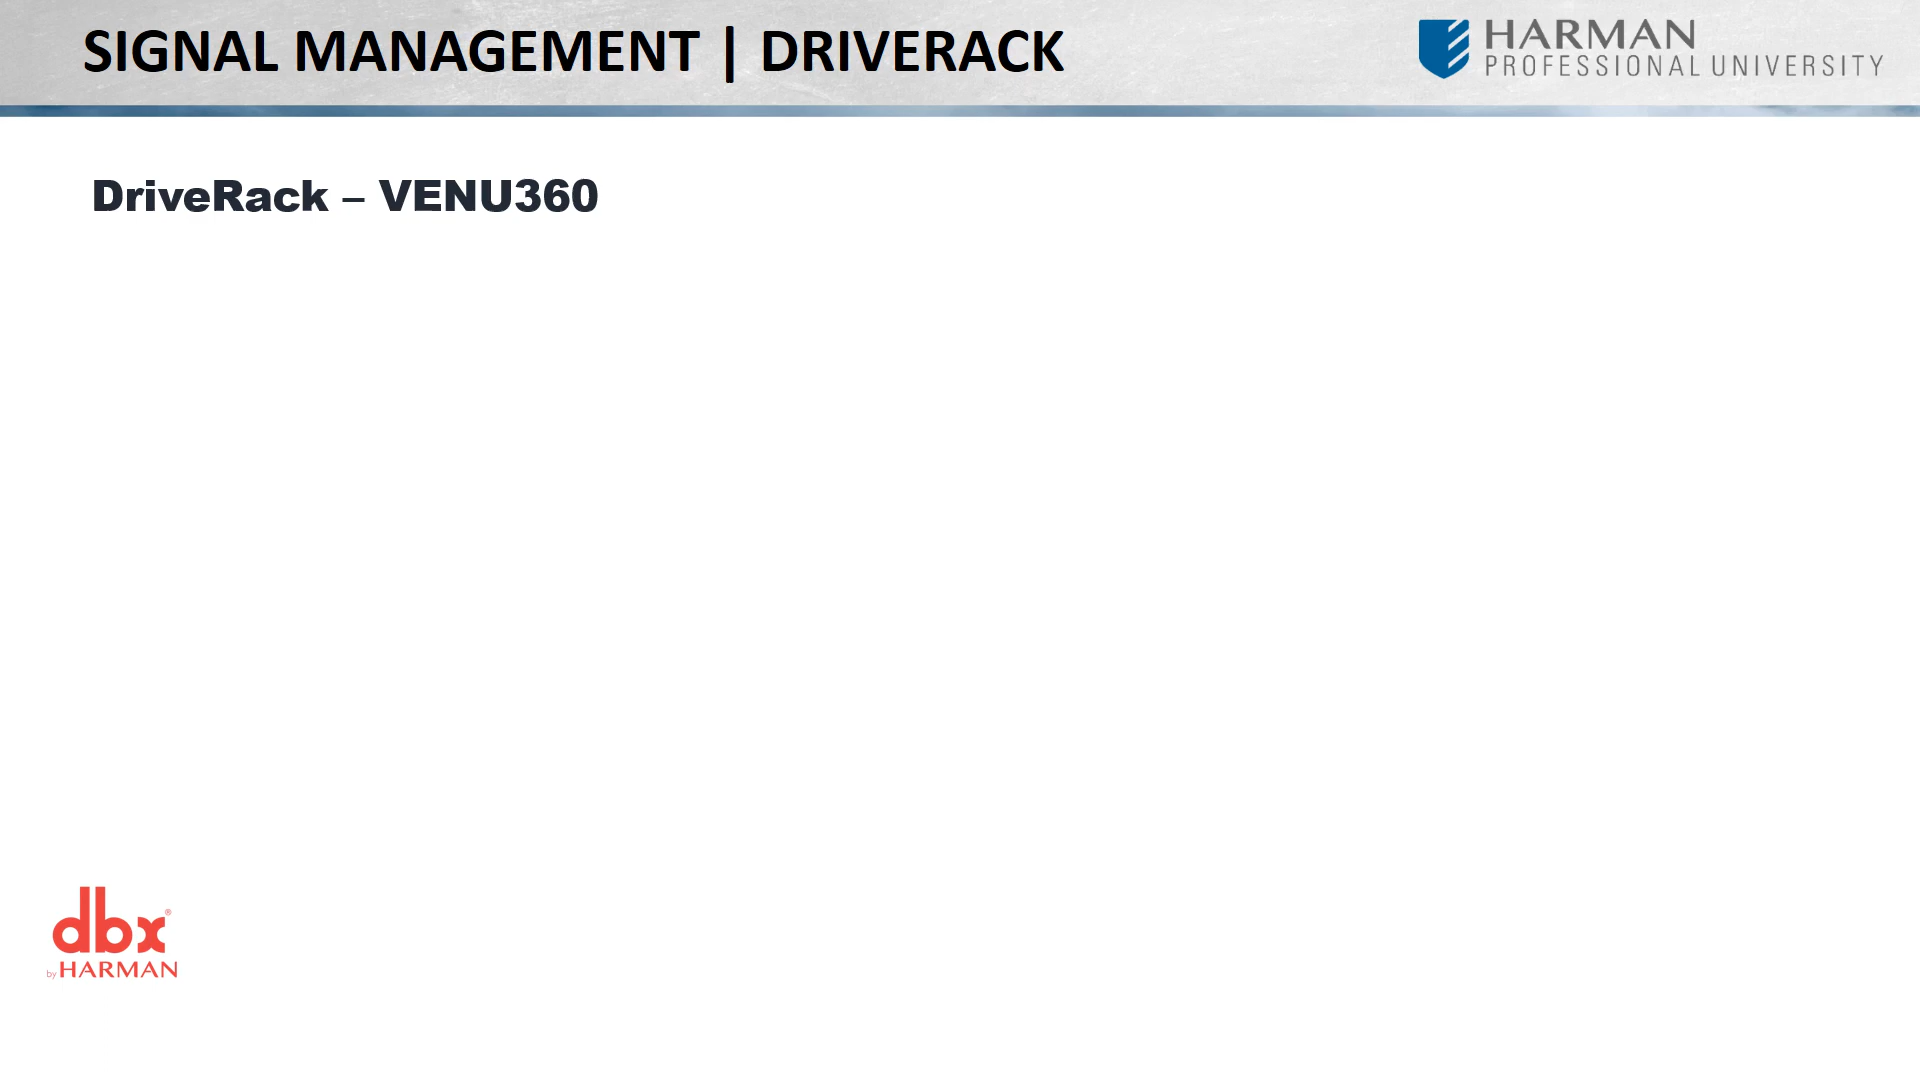 SIGNAL MANAGEMENT | DRIVERACK
HARMAN
PROFESSIONAL UNIVERSITY
DriveRack – VENU360
dbx®
by HARMAN